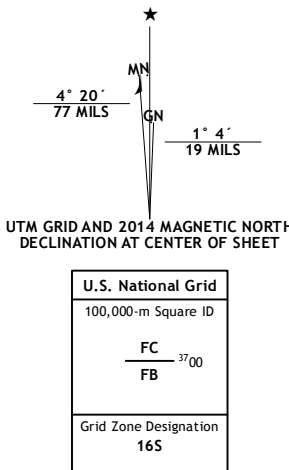 ★
MN
4° 20´
77 MILS
GN
1° 4´
19 MILS
UTM GRID AND 2014 MAGNETIC NORTH
DECLINATION AT CENTER OF SHEET
U.S. National Grid
100,000-m Square ID
FC
3700
FB
Grid Zone Designation
16S